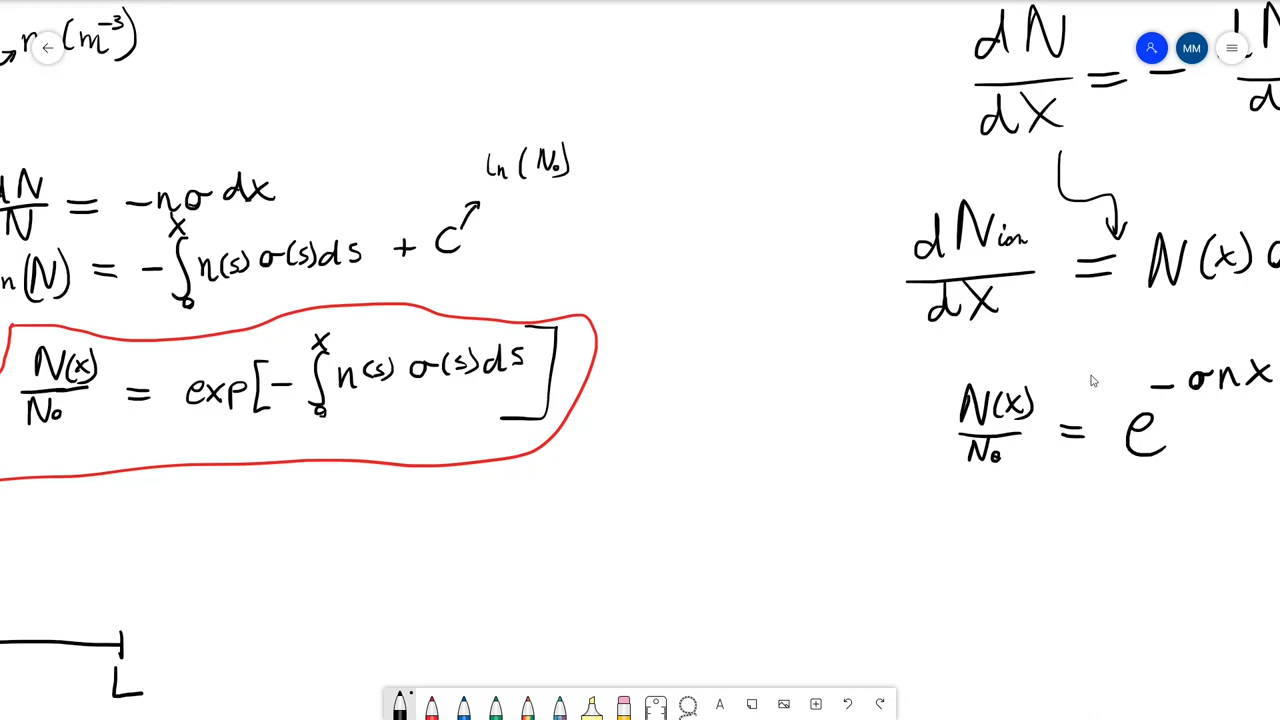 n (m⁻³)
MM
ln(N₀)
dN/N = -nσ dx
ln(N) = -∫₀ˣ n(s) σ(s)ds + C
N(x)/N₀ = exp[-∫₀ˣ n(s) σ(s)ds]
L
dN/dX = -
dNion/dX = N(x) σ
N(x)/N₀ = e^(-σnx)
A